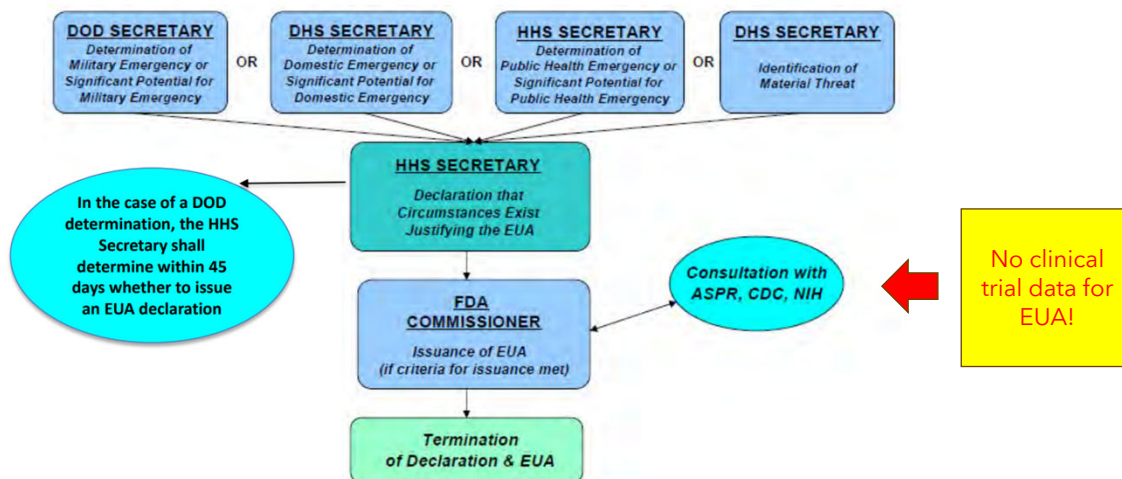 DOD SECRETARY
Determination of
Military Emergency or
Significant Potential for
Military Emergency
OR
DHS SECRETARY
Determination of
Domestic Emergency or
Significant Potential for
Domestic Emergency
OR
HHS SECRETARY
Determination of
Public Health Emergency or
Significant Potential for
Public Health Emergency
OR
DHS SECRETARY
Identification of
Material Threat
HHS SECRETARY
Declaration that
Circumstances Exist
Justifying the EUA
In the case of a DOD
determination, the HHS
Secretary shall
determine within 45
days whether to issue
an EUA declaration
FDA
COMMISSIONER
Issuance of EUA
(if criteria for issuance met)
Consultation with
ASPR, CDC, NIH
No clinical
trial data for
EUA!
Termination
of Declaration & EUA